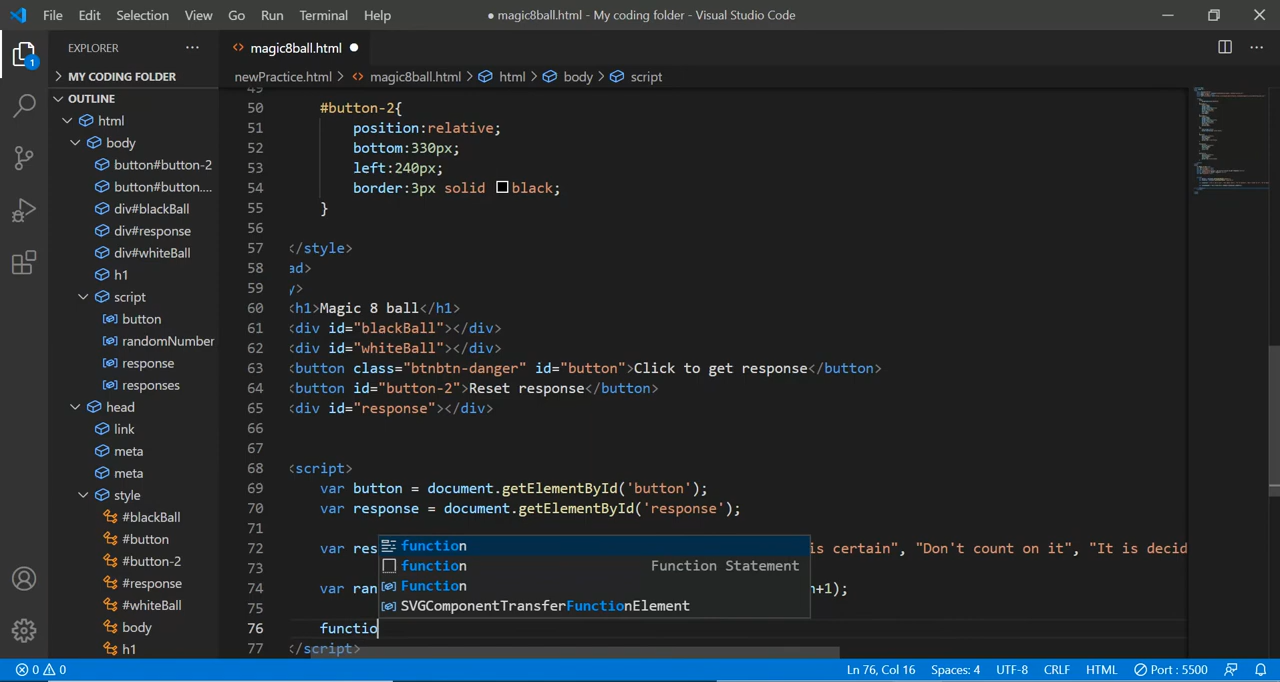 File Edit Selection View Go Run Terminal Help
● magic8ball.html - My coding folder - Visual Studio Code
EXPLORER
magic8ball.html
MY CODING FOLDER
newPractice.html > magic8ball.html > html > body > script
OUTLINE
html
body
button#button-2
button#button....
div#blackBall
div#response
div#whiteBall
h1
script
button
randomNumber
response
responses
head
link
meta
meta
style
#blackBall
#button
#button-2
#response
#whiteBall
body
h1
1
49
50 #button-2{
51 position:relative;
52 bottom:330px;
53 left:240px;
54 border:3px solid black;
55 }
56
57 </style>
58 ad>
59 y>
60 <h1>Magic 8 ball</h1>
61 <div id="blackBall"></div>
62 <div id="whiteBall"></div>
63 <button class="btnbtn-danger" id="button">Click to get response</button>
64 <button id="button-2">Reset response</button>
65 <div id="response"></div>
66
67
68 <script>
69 var button = document.getElementById('button');
70 var response = document.getElementById('response');
71
72 var res is certain", "Don't count on it", "It is decid
73
74 var ran n+1);
75
76 functio
77 </script>
function
function Function Statement
Function
SVGComponentTransferFunctionElement
0 0
Ln 76, Col 16 Spaces: 4 UTF-8 CRLF HTML Port : 5500